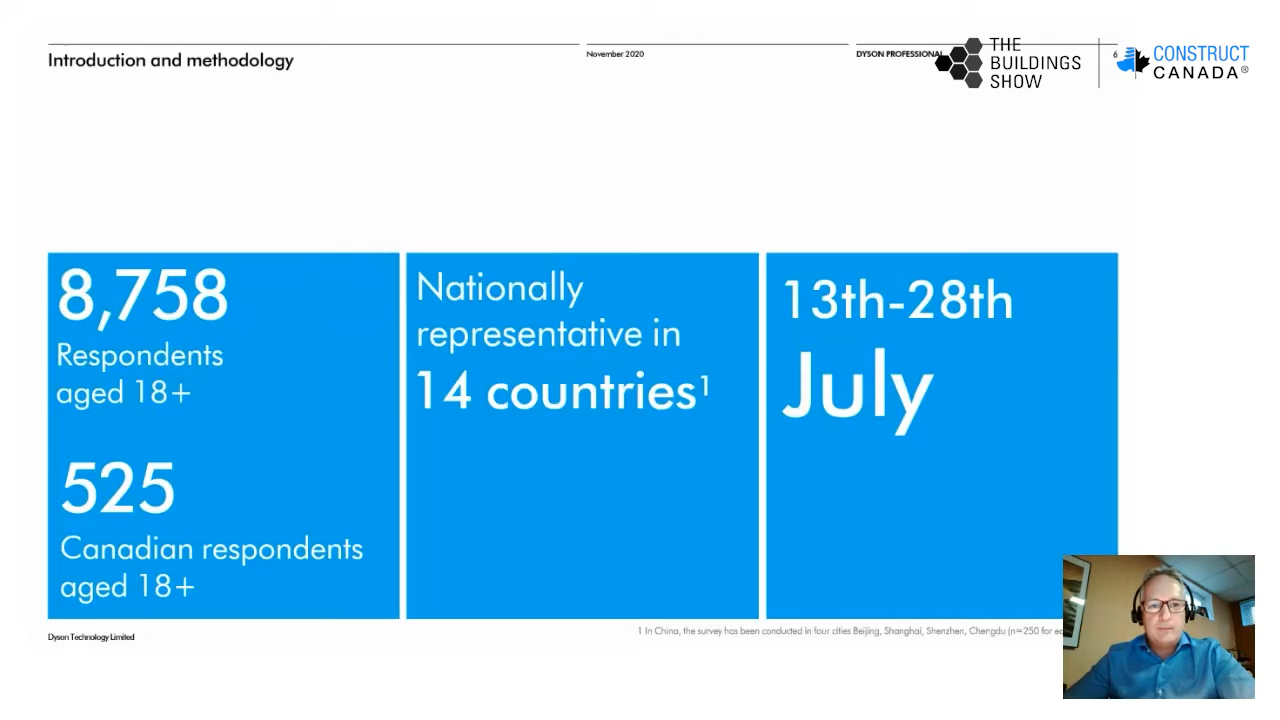 Introduction and methodology
November 2020
DYSON PROFESSIONAL
6
THE
BUILDINGS
SHOW
CONSTRUCT
CANADA®
8,758
Respondents
aged 18+
525
Canadian respondents
aged 18+
Nationally
representative in
14 countries¹
13th-28th
July
Dyson Technology Limited
1 In China, the survey has been conducted in four cities Beijing, Shanghai, Shenzhen, Chengdu (n=250 for